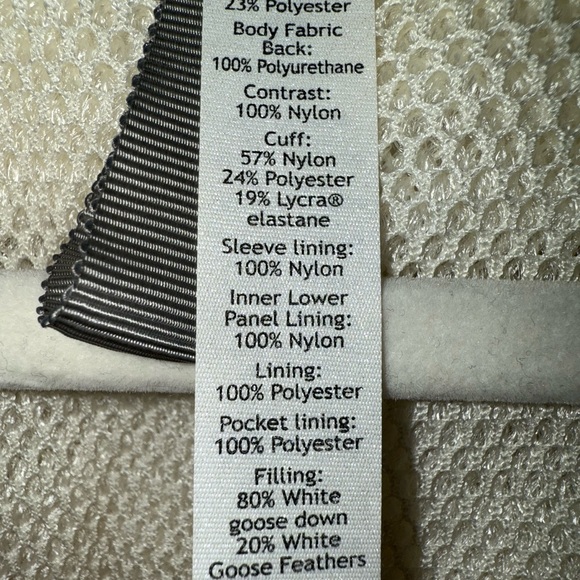 23% Polyester
Body Fabric
Back:
100% Polyurethane
Contrast:
100% Nylon
Cuff:
57% Nylon
24% Polyester
19% Lycra®
elastane
Sleeve lining:
100% Nylon
Inner Lower
Panel Lining:
100% Nylon
Lining:
100% Polyester
Pocket lining:
100% Polyester
Filling:
80% White
goose down
20% White
Goose Feathers